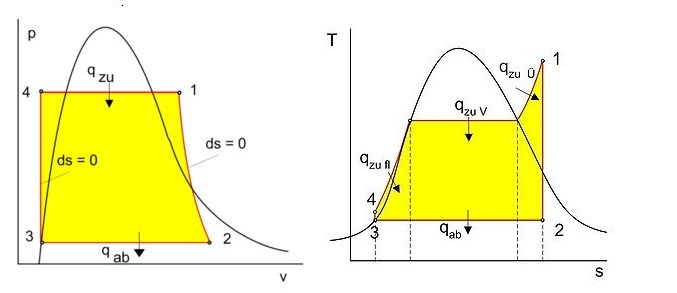 p
q zu
4
1
ds = 0
ds = 0
3
2
q ab
v
T
1
q zu Ü
q zu V
q zu fl
4
3
q ab
2
s